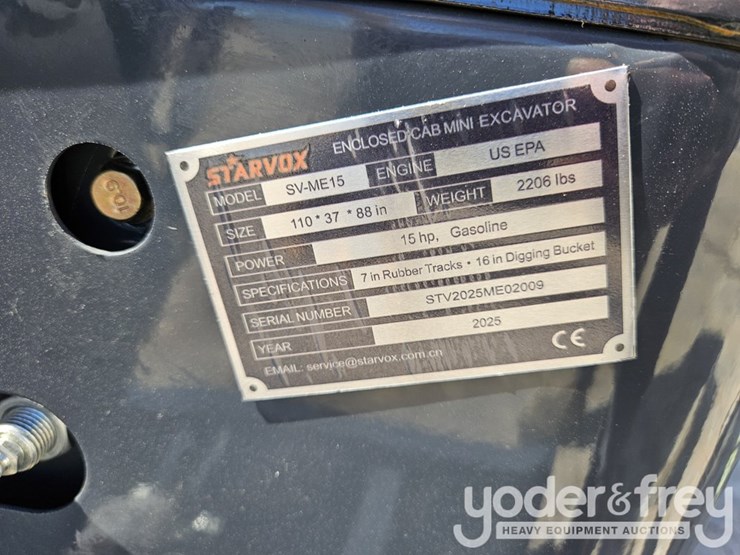 STARVOX ENCLOSED CAB MINI EXCAVATOR
MODEL SV-ME15 ENGINE US EPA
SIZE 110 * 37 * 88 in WEIGHT 2206 lbs
POWER 15 hp, Gasoline
SPECIFICATIONS 7 in Rubber Tracks • 16 in Digging Bucket
SERIAL NUMBER STV2025ME02009
YEAR 2025
EMAIL: service@starvox.com.cn CE
yoder&frey
HEAVY EQUIPMENT AUCTIONS